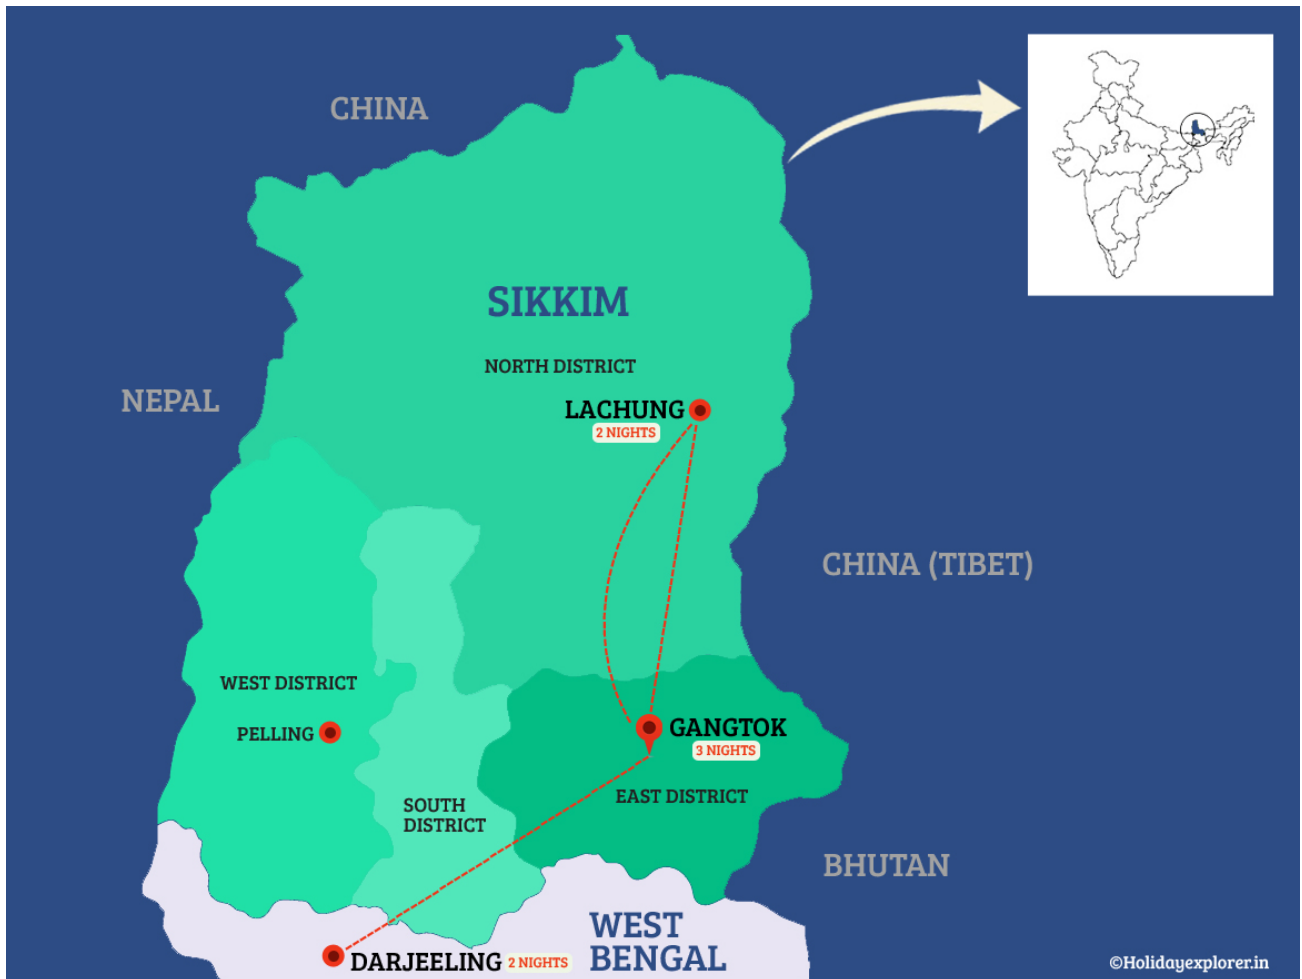 CHINA
SIKKIM
NORTH DISTRICT
NEPAL
LACHUNG
2 NIGHTS
CHINA (TIBET)
WEST DISTRICT
PELLING
GANGTOK
3 NIGHTS
EAST DISTRICT
SOUTH
DISTRICT
BHUTAN
WEST
BENGAL
DARJEELING 2 NIGHTS
©Holidayexplorer.in